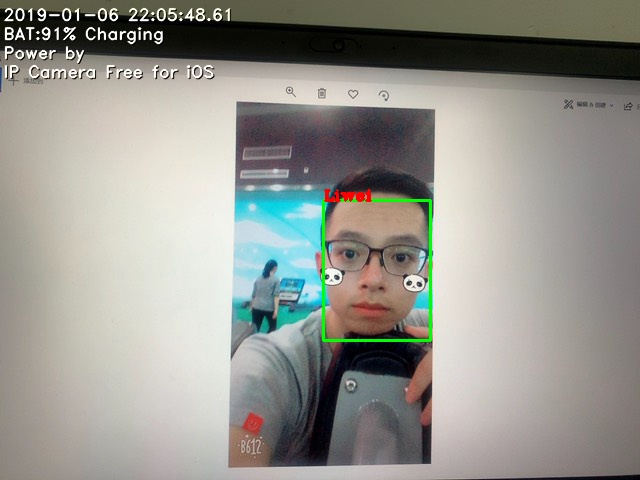 2019-01-06 22:05:48.61
BAT:91% Charging
Power by
IP Camera Free for iOS
Liwei
B612